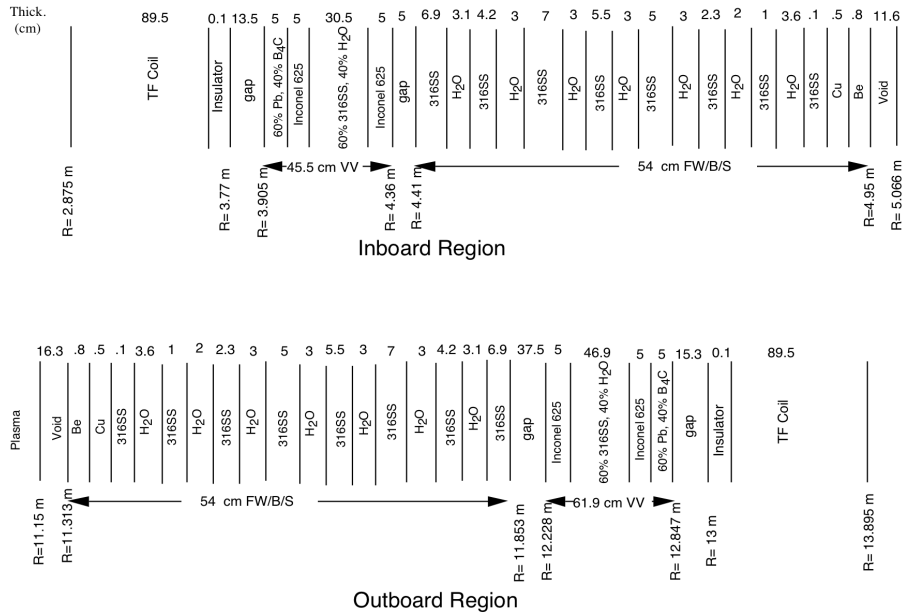 Thick.
(cm)
89.5 0.1 13.5 5 5 30.5 5 5 6.9 3.1 4.2 3 7 3 5.5 3 5 3 2.3 2 1 3.6 .1 .5 .8 11.6
TF Coil
Insulator
gap
60% Pb, 40% B4C
Inconel 625
60% 316SS, 40% H2O
Inconel 625
gap
316SS
H2O
316SS
H2O
316SS
H2O
316SS
H2O
316SS
H2O
316SS
H2O
316SS
H2O
316SS
Cu
Be
Void
45.5 cm VV
54 cm FW/B/S
R= 2.875 m
R= 3.77 m
R= 3.905 m
R= 4.36 m
R= 4.41 m
R=4.95 m
R= 5.066 m
Inboard Region
16.3 .8 .5 .1 3.6 1 2 2.3 3 5 3 5.5 3 7 3 4.2 3.1 6.9 37.5 5 46.9 5 5 15.3 0.1 89.5
Plasma
Void
Be
Cu
316SS
H2O
316SS
H2O
316SS
H2O
316SS
H2O
316SS
H2O
316SS
H2O
316SS
H2O
316SS
gap
Inconel 625
60% 316SS, 40% H2O
Inconel 625
60% Pb, 40% B4C
gap
Insulator
TF Coil
54 cm FW/B/S
61.9 cm VV
R=11.15 m
R=11.313 m
R= 11.853 m
R= 12.228 m
R= 12.847 m
R= 13 m
R= 13.895 m
Outboard Region